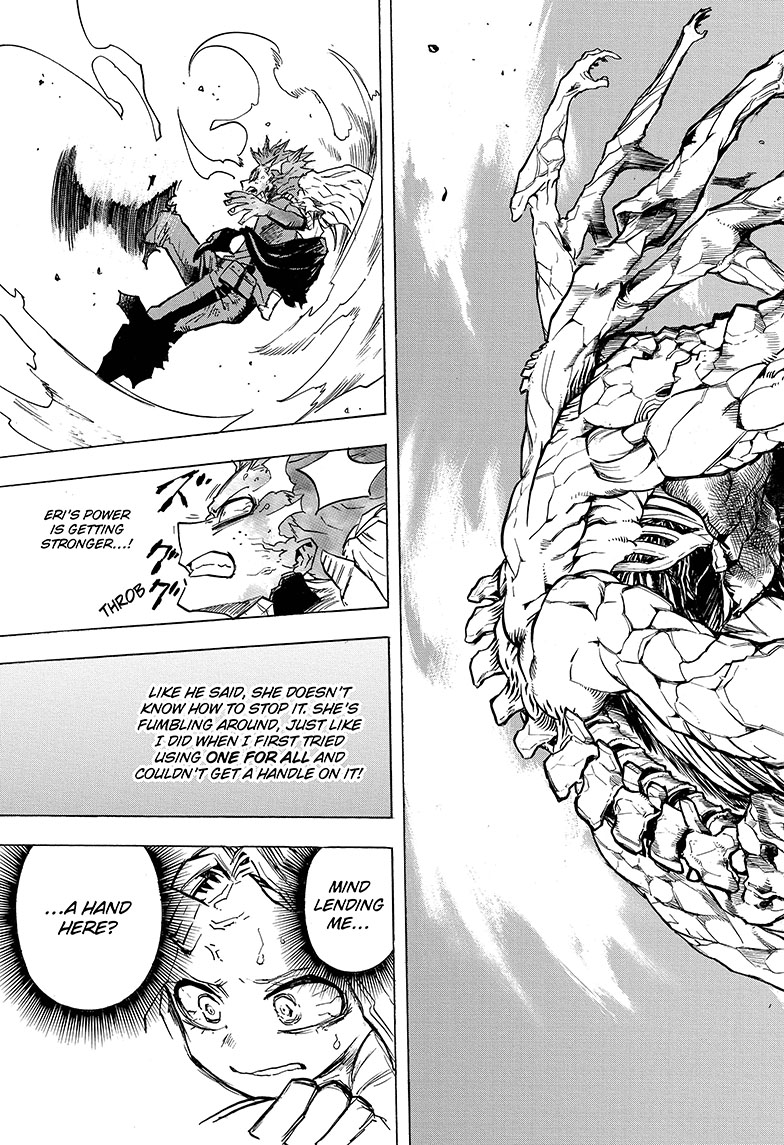 ERI'S POWER
IS GETTING
STRONGER...!
ズ
グ
グ
THROB
LIKE HE SAID, SHE DOESN'T
KNOW HOW TO STOP IT. SHE'S
FUMBLING AROUND, JUST LIKE
I DID WHEN I FIRST TRIED
USING ONE FOR ALL AND
COULDN'T GET A HANDLE ON IT!
MIND
LENDING
ME...
...A HAND
HERE?